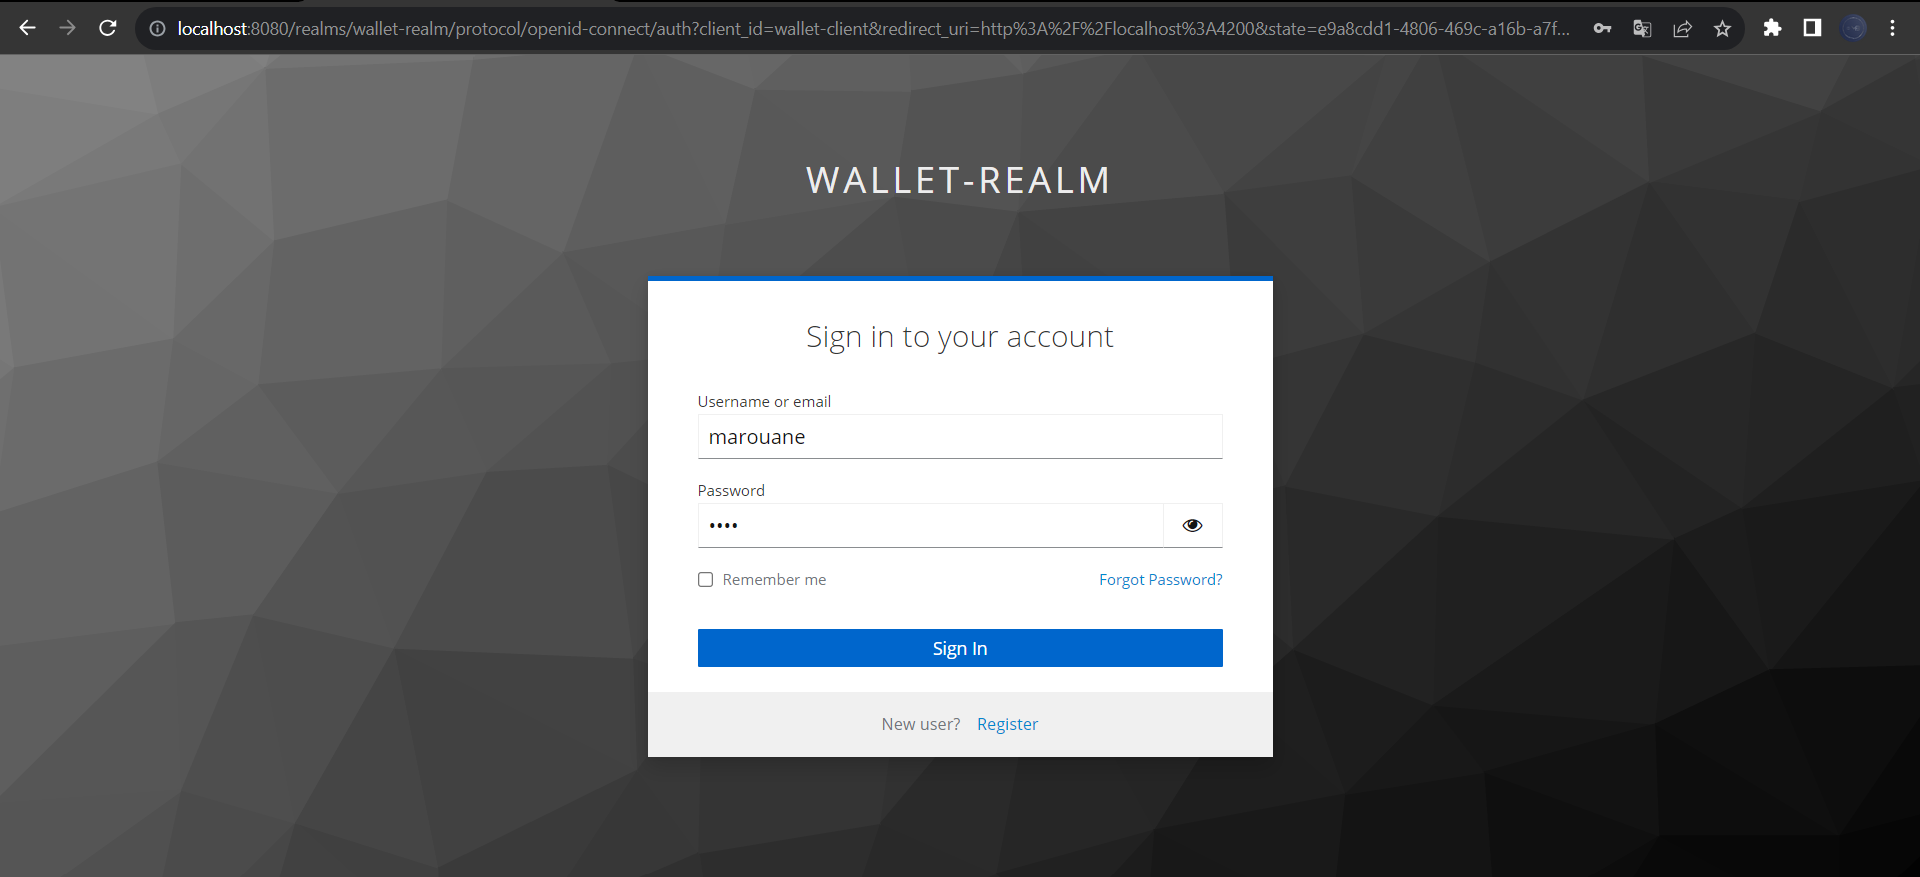 localhost:8080/realms/wallet-realm/protocol/openid-connect/auth?client_id=wallet-client&redirect_uri=http%3A%2F%2Flocalhost%3A4200&state=e9a8cdd1-4806-469c-a16b-a7f...
WALLET-REALM
Sign in to your account
Username or email
marouane
Password
••••
Remember me Forgot Password?
Sign In
New user? Register